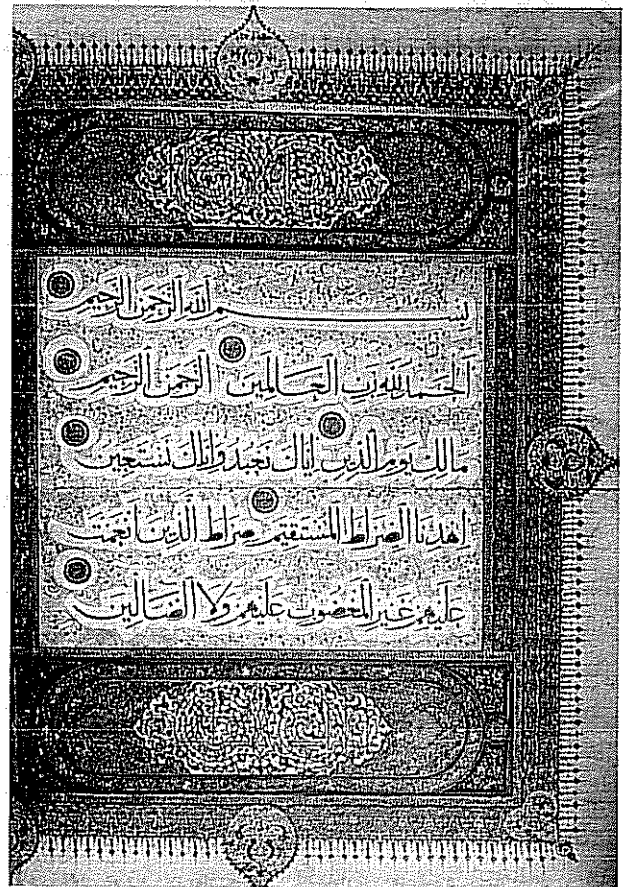 بسم الله الرحمن الرحيم
الحمد لله رب العالمين الرحمن الرحيم
مالك يوم الدين اياك نعبد واياك نستعين
اهدنا الصراط المستقيم صراط الذين انعمت
عليهم غير المغضوب عليهم ولا الضالين